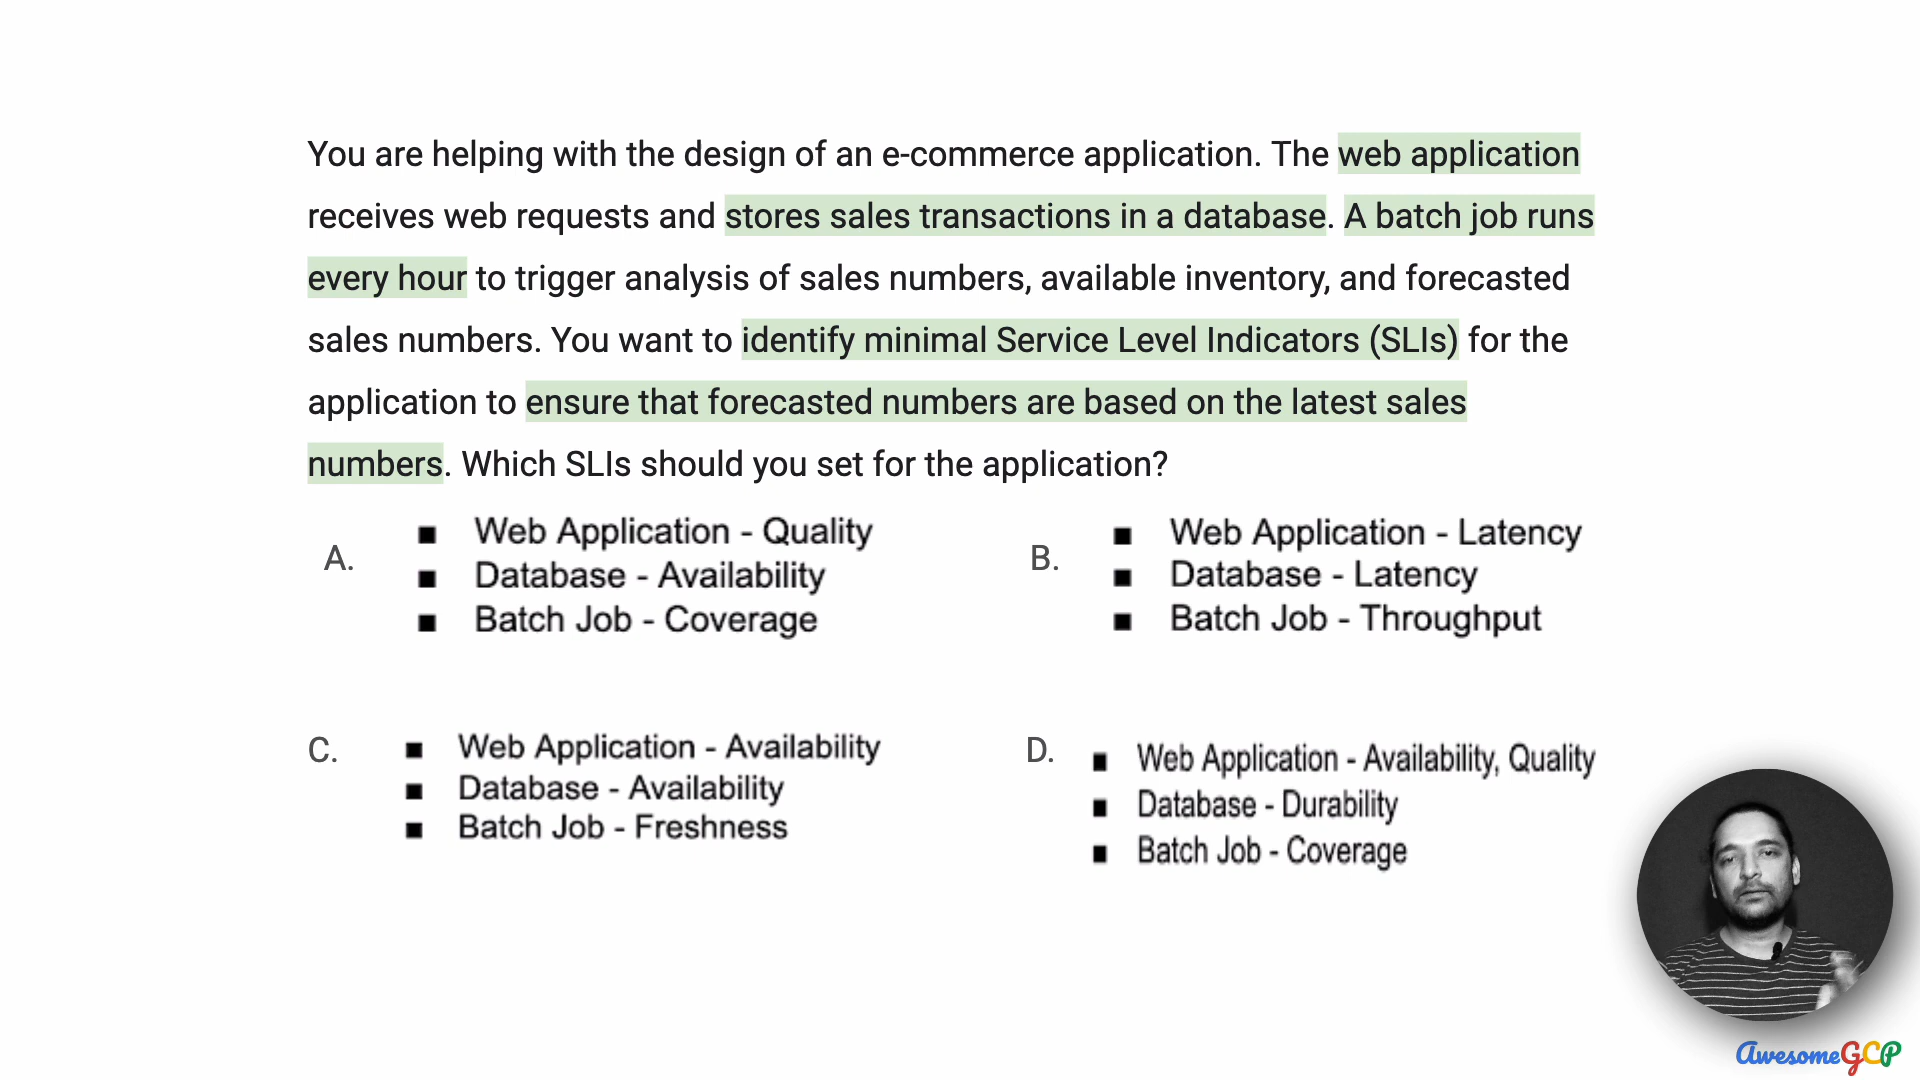 You are helping with the design of an e-commerce application. The web application
receives web requests and stores sales transactions in a database. A batch job runs
every hour to trigger analysis of sales numbers, available inventory, and forecasted
sales numbers. You want to identify minimal Service Level Indicators (SLIs) for the
application to ensure that forecasted numbers are based on the latest sales
numbers. Which SLIs should you set for the application?
A.
■ Web Application - Quality
■ Database - Availability
■ Batch Job - Coverage
B.
■ Web Application - Latency
■ Database - Latency
■ Batch Job - Throughput
C.
■ Web Application - Availability
■ Database - Availability
■ Batch Job - Freshness
D.
■ Web Application - Availability, Quality
■ Database - Durability
■ Batch Job - Coverage
AwesomeGCP